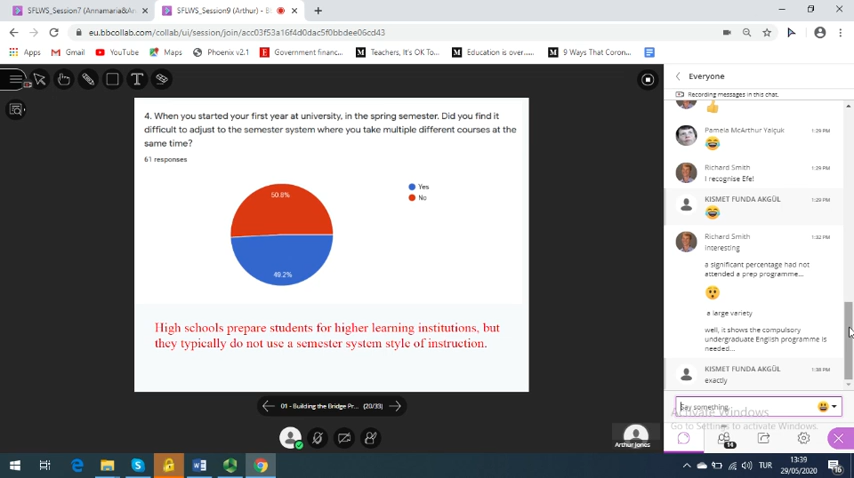 SFLWS_Session7 (Annamaria&An
SFLWS_Session9 (Arthur) - Bl
eu.bbcollab.com/collab/ui/session/join/acc03f53a16f4d0dac5f0bbdee06cd43
Apps
Gmail
YouTube
Maps
Phoenix v2.1
Government financ...
Teachers, It's OK To...
Education is over......
9 Ways That Coron...
4. When you started your first year at university, in the spring semester. Did you find it
difficult to adjust to the semester system where you take multiple different courses at the
same time?
61 responses
50.8%
49.2%
Yes
No
High schools prepare students for higher learning institutions, but
they typically do not use a semester system style of instruction.
01 - Building the Bridge Pr... (20/33)
Arthur Jones
Everyone
Recording messages in this chat.
Pamela McArthur Yalçuk 1:29 PM
Richard Smith 1:29 PM
I recognise Efe!
KISMET FUNDA AKGÜL 1:29 PM
Richard Smith 1:32 PM
Interesting
a significant percentage had not
attended a prep programme...
a large variety
well, it shows the compulsory
undergraduate English programme is
needed...
KISMET FUNDA AKGÜL 1:38 PM
exactly
Say something
Activate Windows
Go to Settings to activate Windows.
14
TUR
13:39
29/05/2020
16